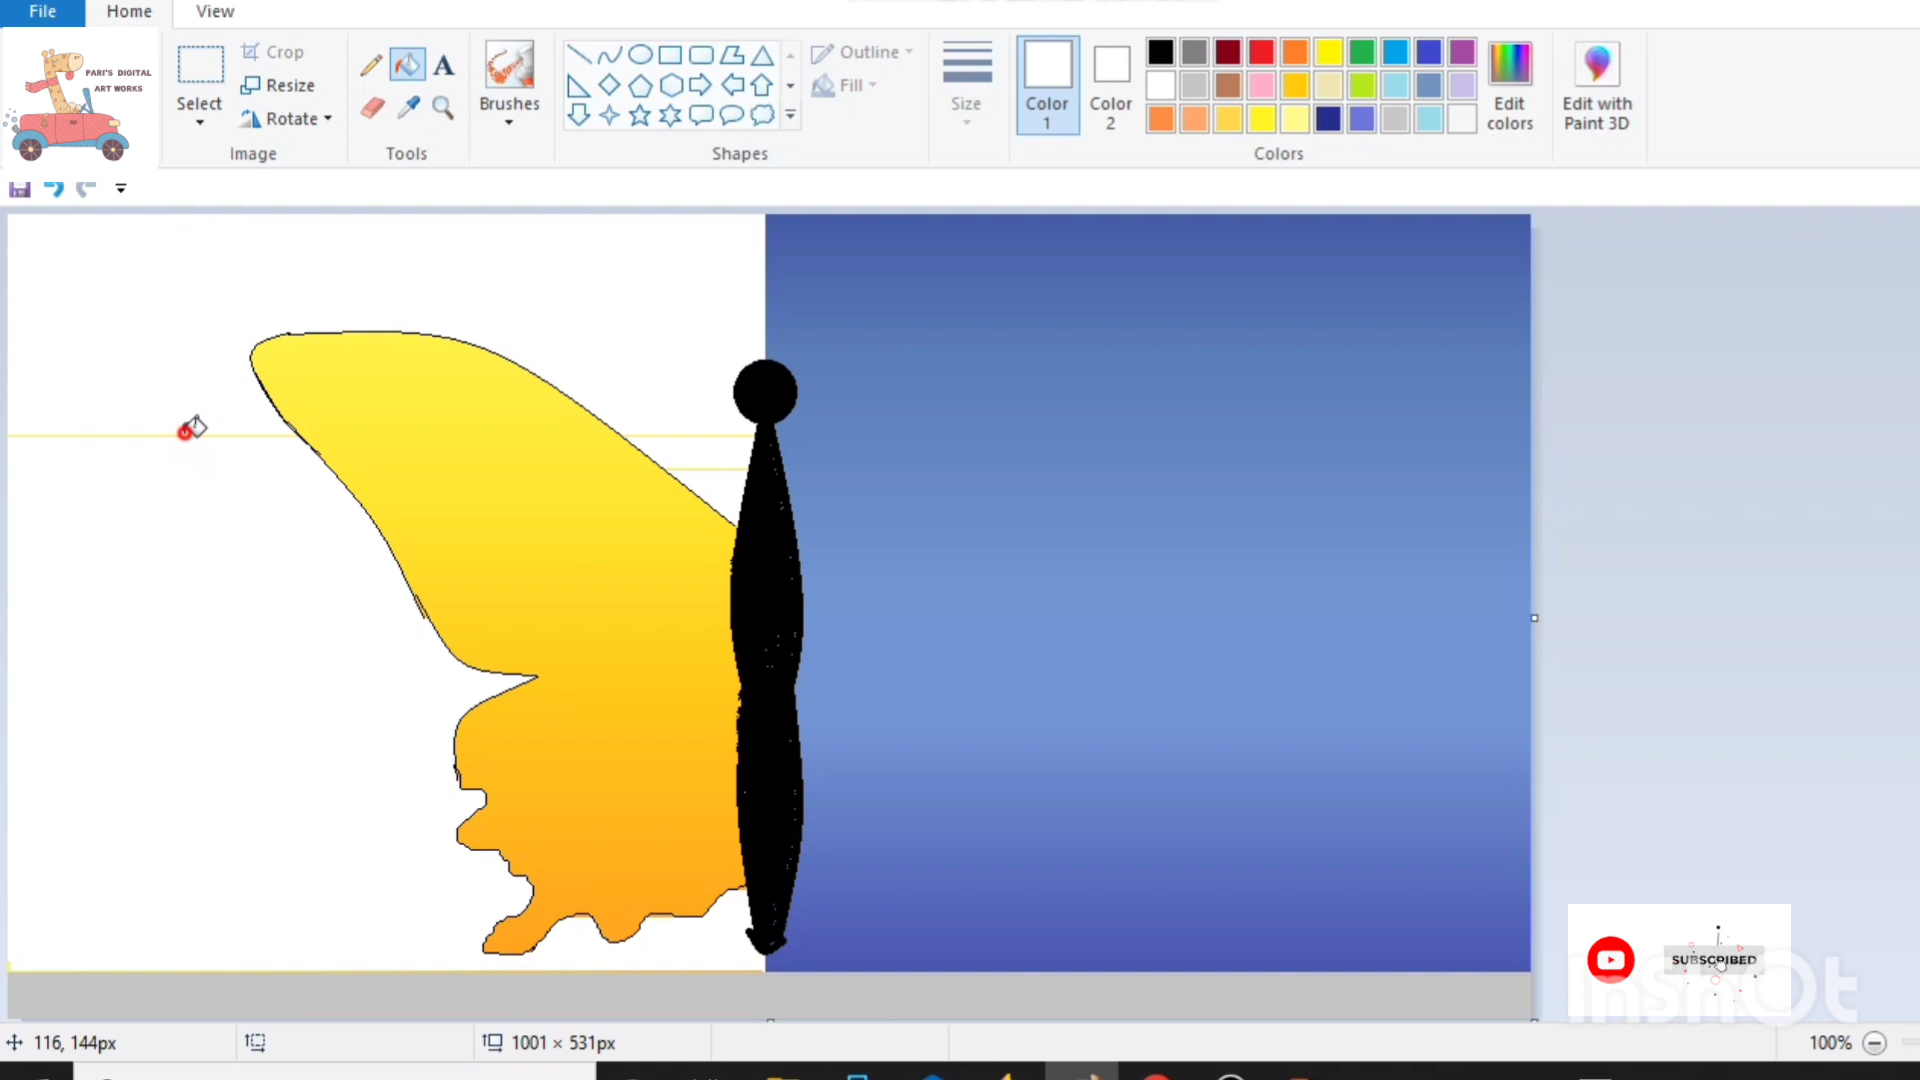 File Home View
PARI'S DIGITAL
ART WORKS
Select
Crop
Resize
Rotate
Image
A
Tools
Brushes
Shapes
Outline
Fill
Size
Color
1
Color
2
Edit
colors
Colors
Edit with
Paint 3D
SUBSCRIBED
InShOt
116, 144px
1001 × 531px
100%